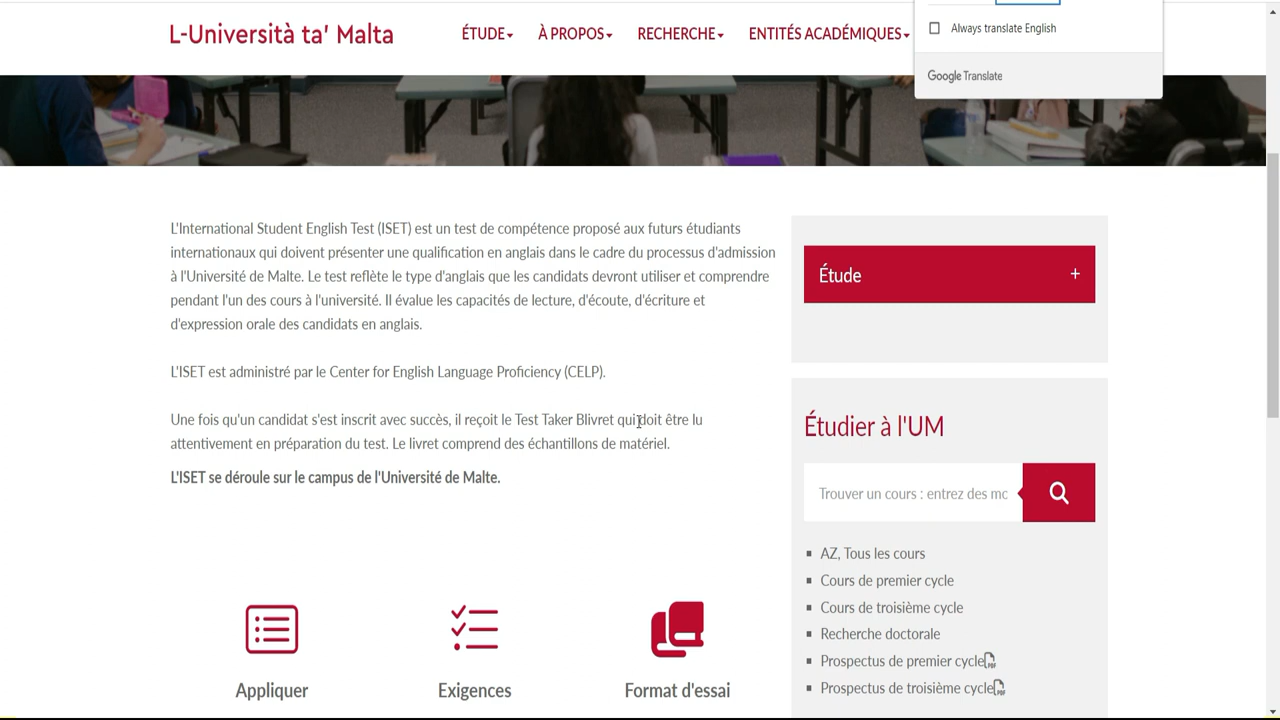 L-Università ta' Malta
ÉTUDE
À PROPOS
RECHERCHE
ENTITÉS ACADÉMIQUES
Always translate English
Google Translate
L'International Student English Test (ISET) est un test de compétence proposé aux futurs étudiants
internationaux qui doivent présenter une qualification en anglais dans le cadre du processus d'admission
à l'Université de Malte. Le test reflète le type d'anglais que les candidats devront utiliser et comprendre
pendant l'un des cours à l'université. Il évalue les capacités de lecture, d'écoute, d'écriture et
d'expression orale des candidats en anglais.
L'ISET est administré par le Center for English Language Proficiency (CELP).
Une fois qu'un candidat s'est inscrit avec succès, il reçoit le Test Taker Blivret qui doit être lu
attentivement en préparation du test. Le livret comprend des échantillons de matériel.
L'ISET se déroule sur le campus de l'Université de Malte.
Appliquer
Exigences
Format d'essai
Étude +
Étudier à l'UM
Trouver un cours : entrez des mc
AZ, Tous les cours
Cours de premier cycle
Cours de troisième cycle
Recherche doctorale
Prospectus de premier cycle
Prospectus de troisième cycle